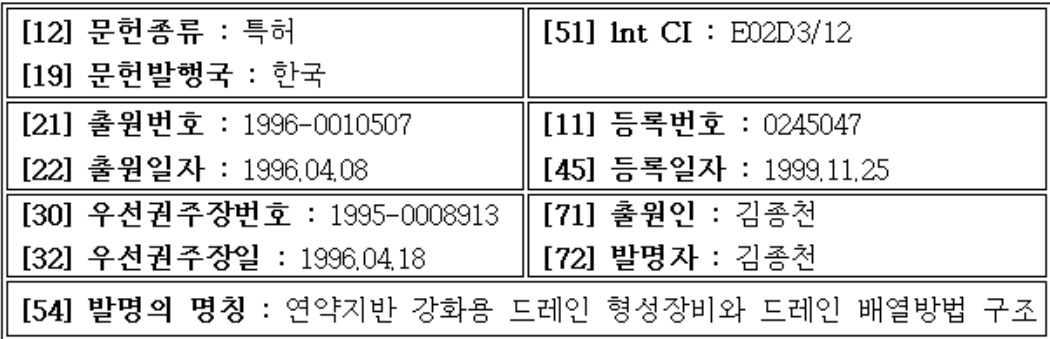 [12] 문헌종류 : 특허
[19] 문헌발행국 : 한국
[51] Int CI : E02D3/12
[21] 출원번호 : 1996-0010507
[22] 출원일자 : 1996.04.08
[11] 등록번호 : 0245047
[45] 등록일자 : 1999.11.25
[30] 우선권주장번호 : 1995-0008913
[32] 우선권주장일 : 1996.04.18
[71] 출원인 : 김종천
[72] 발명자 : 김종천
[54] 발명의 명칭 : 연약지반 강화용 드레인 형성장비와 드레인 배열방법 구조